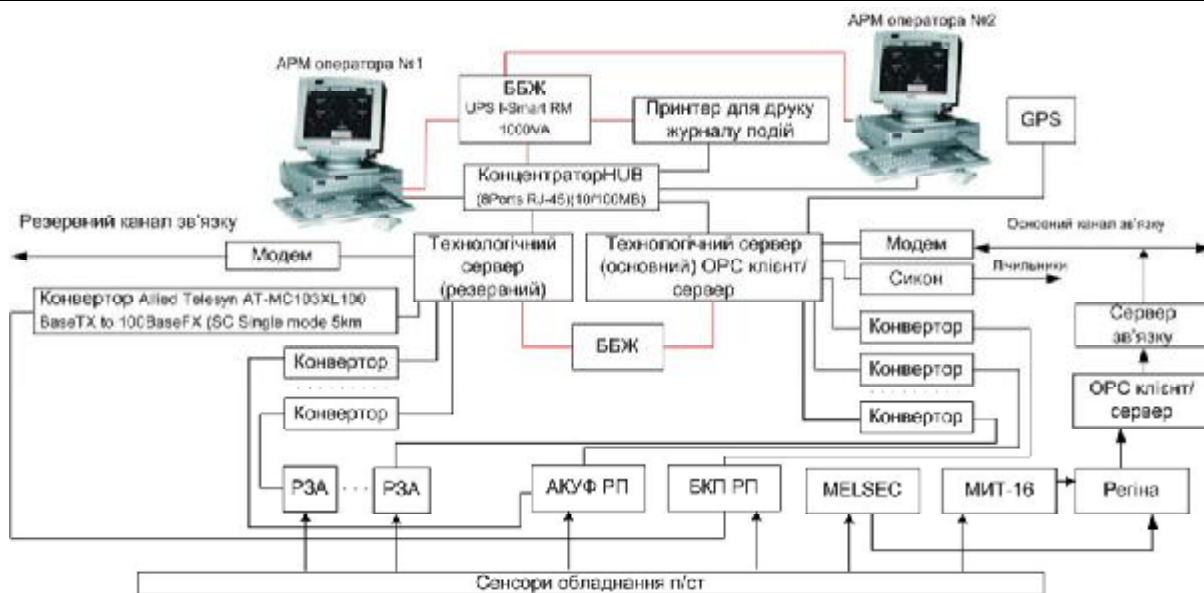 АРМ оператора №2
АРМ оператора №1
ББЖ
UPS I-Smart RM
1000VA
Принтер для друку
журналу подій
GPS
КонцентраторHUB
(8Ports RJ-45)(10/100МБ)
Резервний канал зв'язку
Основний канал зв'язку
Модем
Технологічний
сервер
(резервний)
Технологічний сервер
(основний) ОРС клієнт/
сервер
Модем
Сикон
Лічильники
Конвертор Allied Telesyn AT-MC103XL100
BaseTX to 100BaseFX (SC Single mode 5km
ББЖ
Конвертор
Сервер
зв'язку
Конвертор
Конвертор
Конвертор
Конвертор
ОРС клієнт/
сервер
РЗА
РЗА
АКУФ РП
БКП РП
MELSEC
МИТ-16
Регіна
Сенсори обладнання п/ст